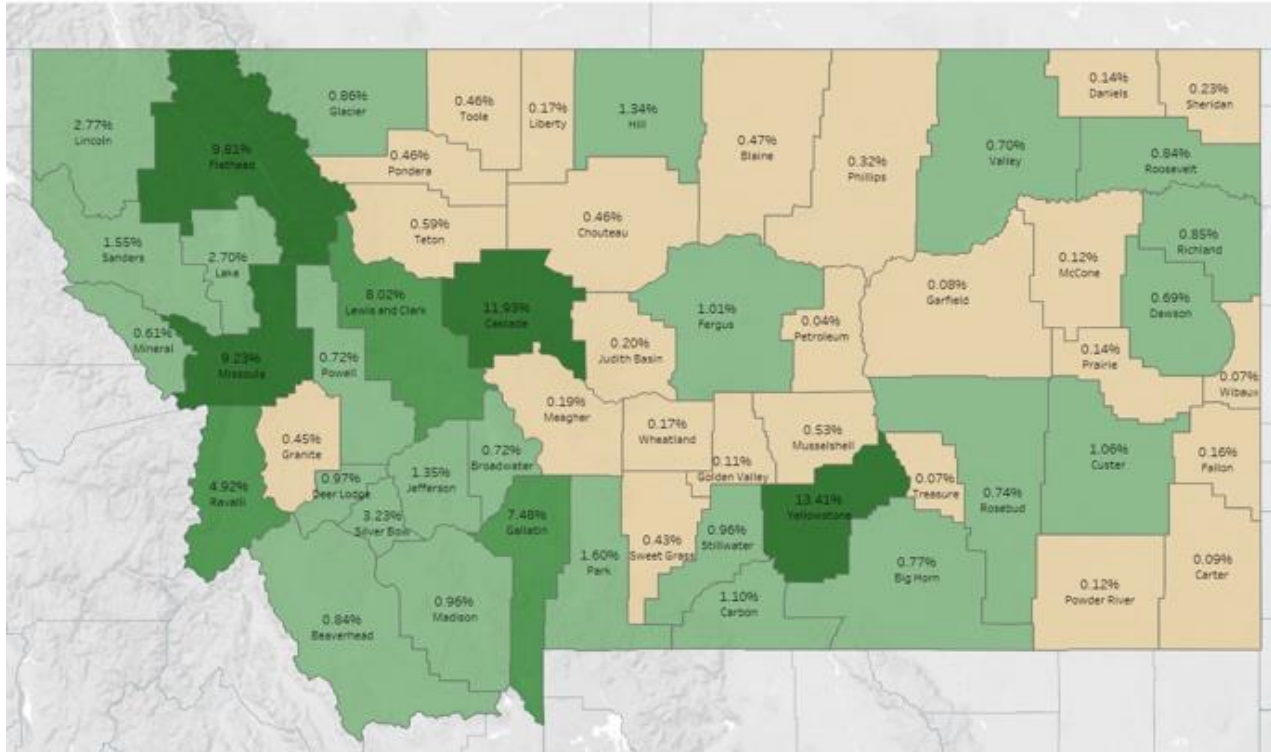 0.86%
Glacier
0.46%
Toole
0.17%
Liberty
1.34%
Hill
0.47%
Blaine
0.32%
Phillips
0.70%
Valley
0.14%
Daniels
0.23%
Sheridan
0.84%
Roosevelt
2.77%
Lincoln
9.81%
Flathead
0.46%
Pondera
0.59%
Teton
0.46%
Chouteau
0.85%
Richland
0.12%
McCone
1.55%
Sanders
2.70%
Lake
8.02%
Lewis and Clark
11.93%
Cascade
1.01%
Fergus
0.04%
Petroleum
0.08%
Garfield
0.69%
Dawson
0.61%
Mineral
9.23%
Missoula
0.72%
Powell
0.20%
Judith Basin
0.14%
Prairie
0.07%
Wibaux
0.19%
Meagher
0.17%
Wheatland
0.53%
Musselshell
0.45%
Granite
0.72%
Broadwater
0.11%
Golden Valley
1.06%
Custer
0.16%
Fallon
4.92%
Ravalli
0.97%
Deer Lodge
1.35%
Jefferson
13.41%
Yellowstone
0.07%
Treasure
0.74%
Rosebud
3.23%
Silver Bow
7.48%
Gallatin
1.60%
Park
0.43%
Sweet Grass
0.96%
Stillwater
0.77%
Big Horn
0.09%
Carter
0.84%
Beaverhead
0.96%
Madison
1.10%
Carbon
0.12%
Powder River